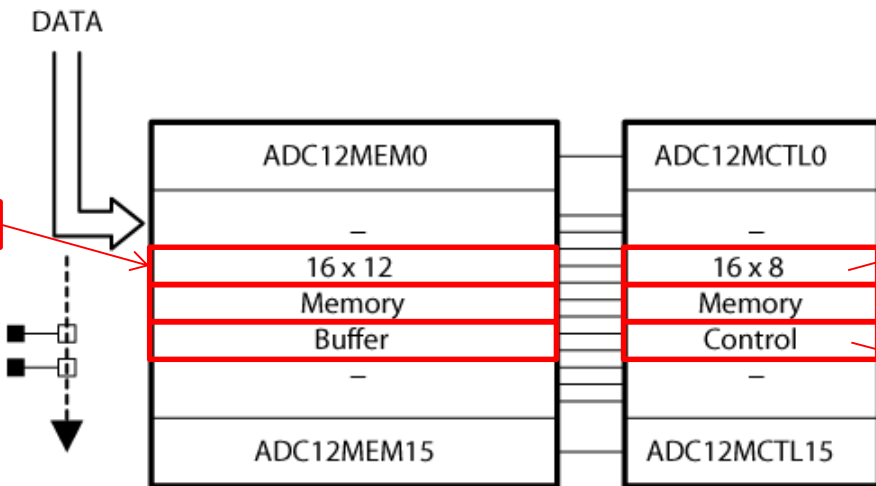 DATA
ADC12MEM0
ADC12MCTL0
–
–
16 x 12
16 x 8
Memory
Memory
Buffer
Control
–
–
ADC12MEM15
ADC12MCTL15